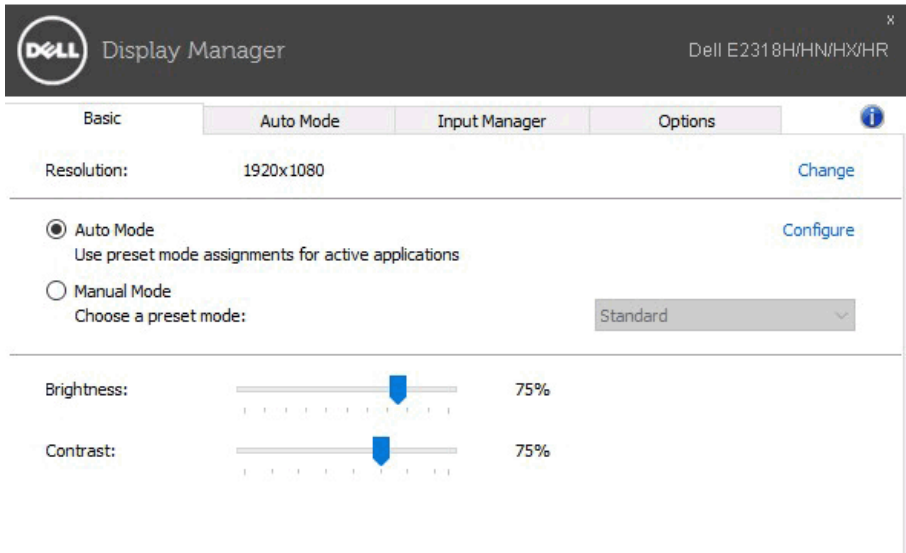 x
DELL Display Manager Dell E2318H/HN/HX/HR
Basic Auto Mode Input Manager Options i
Resolution: 1920x1080 Change
Auto Mode Configure
Use preset mode assignments for active applications
Manual Mode
Choose a preset mode: Standard
Brightness: 75%
Contrast: 75%